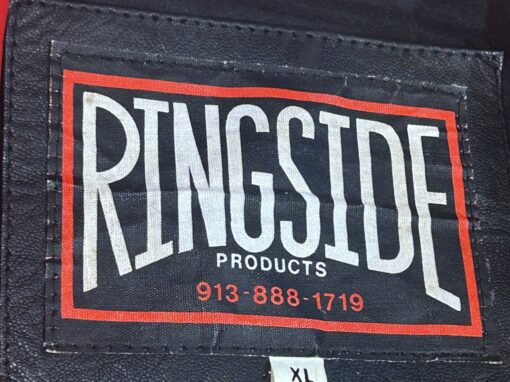 RINGSIDE
PRODUCTS
913-888-1719
XL